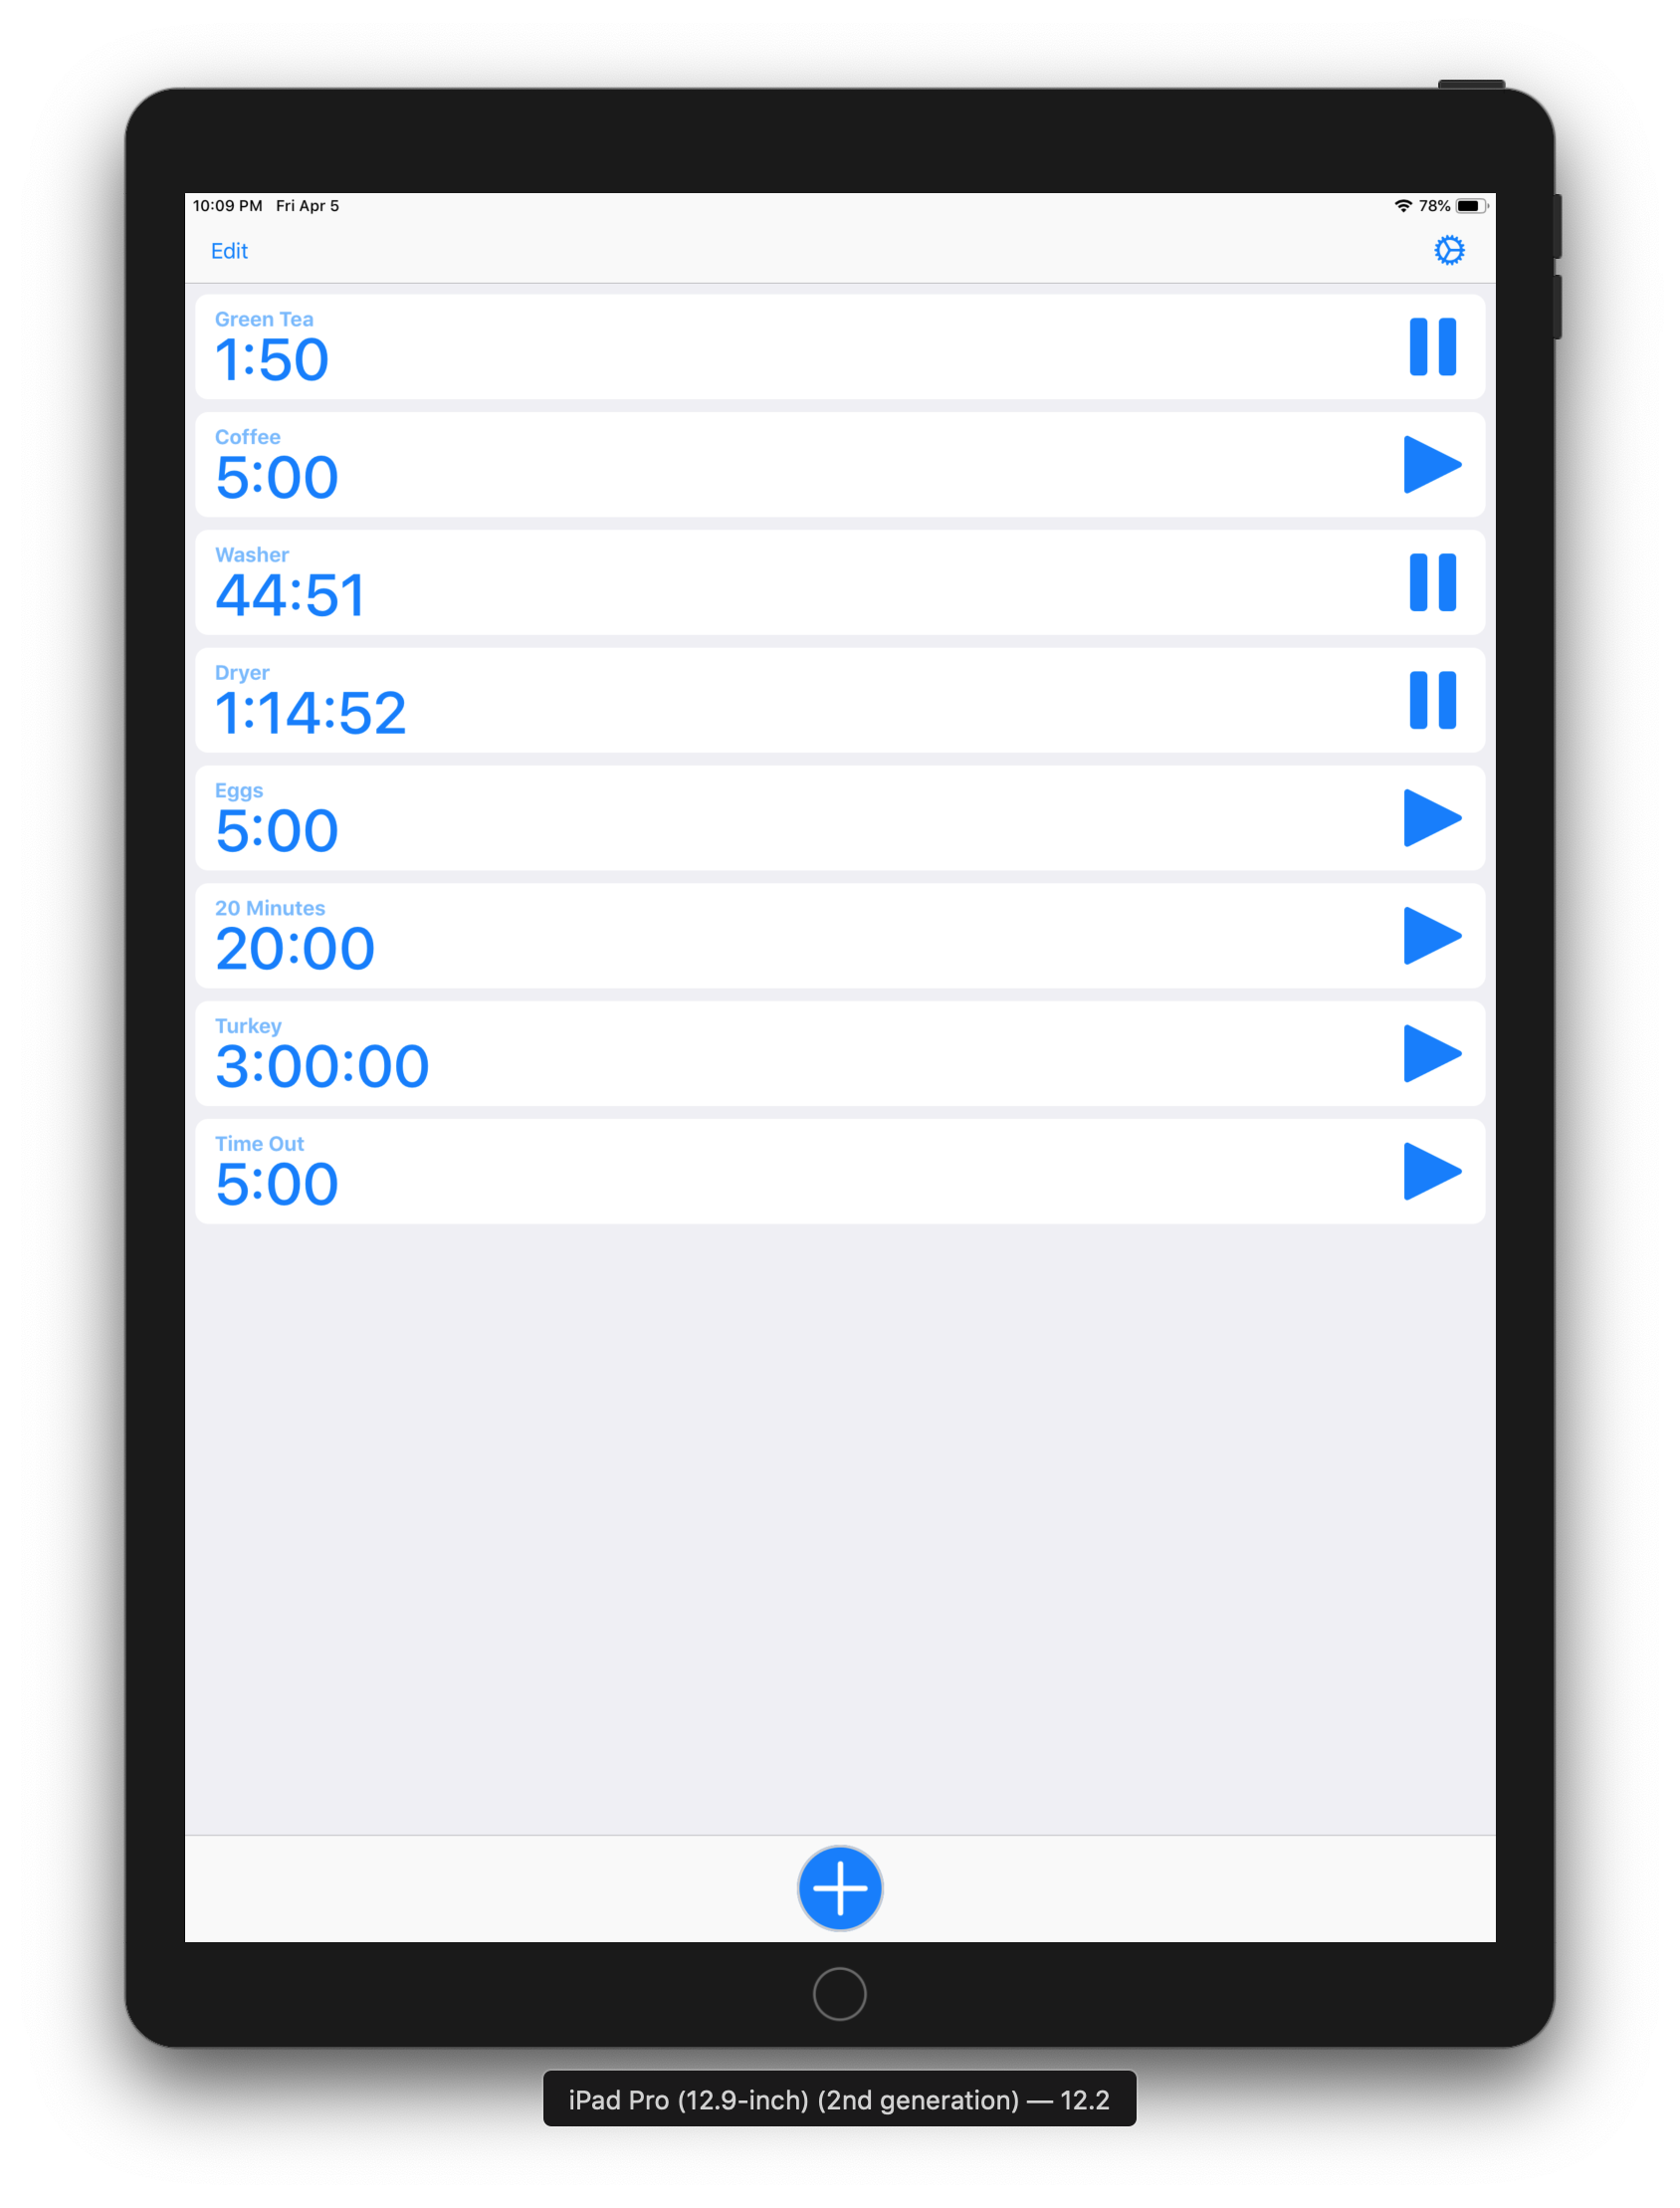 10:09 PM Fri Apr 5 78%
Edit
Green Tea
1:50
Coffee
5:00
Washer
44:51
Dryer
1:14:52
Eggs
5:00
20 Minutes
20:00
Turkey
3:00:00
Time Out
5:00
iPad Pro (12.9-inch) (2nd generation) — 12.2